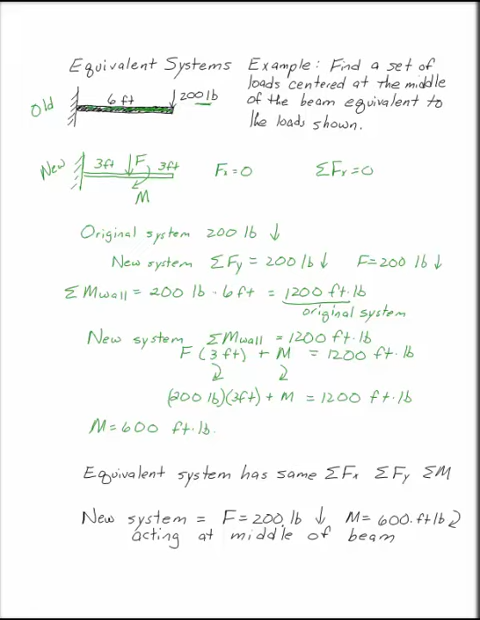 Equivalent Systems
Example: Find a set of
loads centered at the middle
of the beam equivalent to
the loads shown.
Old
6 ft
200 lb
New
3ft F 3ft
M
Fx = 0
ΣFx = 0
Original system 200 lb ↓
New system ΣFy = 200 lb ↓ F = 200 lb ↓
ΣMwall = 200 lb · 6 ft = 1200 ft·lb
original system
New system ΣMwall = 1200 ft·lb
F (3 ft) + M = 1200 ft·lb
(200 lb)(3ft) + M = 1200 ft·lb
M = 600 ft·lb.
Equivalent system has same ΣFx ΣFy ΣM
New system = F = 200. lb ↓ M = 600. ft lb
acting at middle of beam